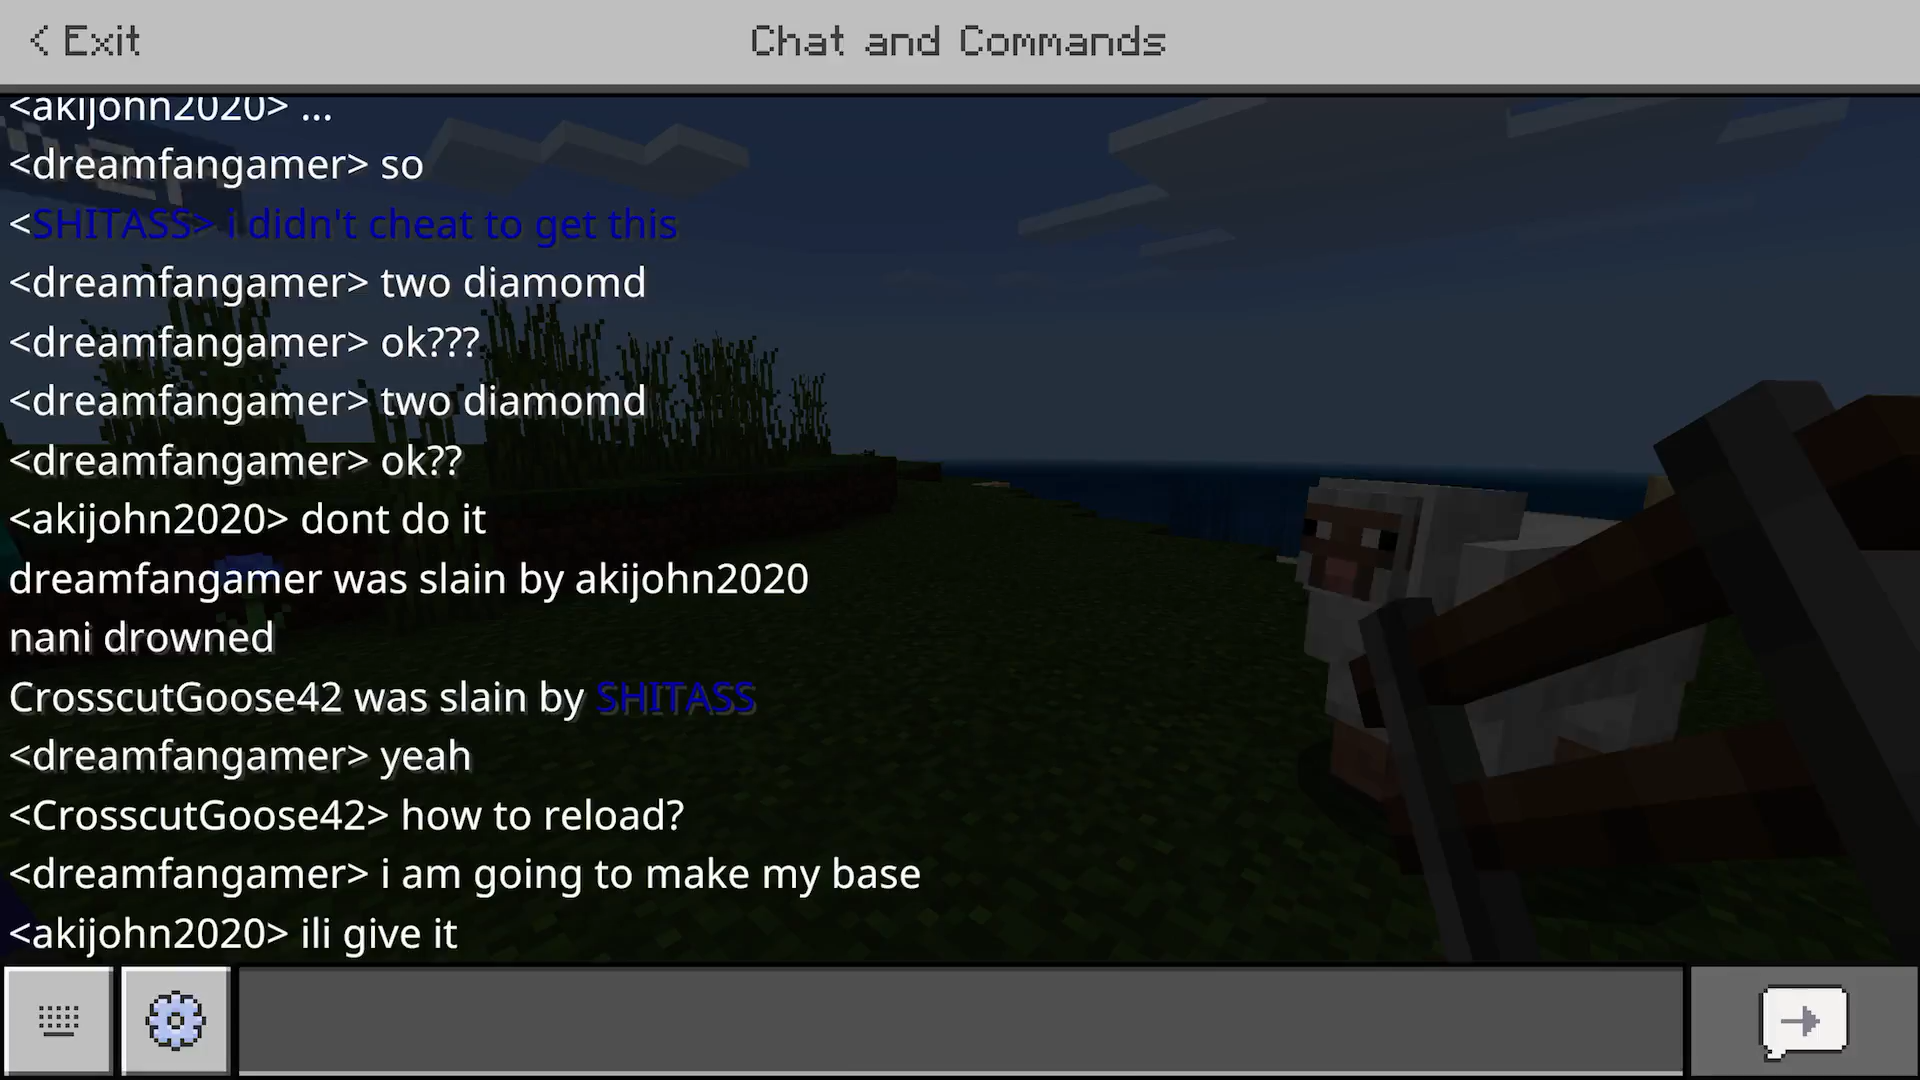 < Exit
Chat and Commands
<akijohn2020> ...
<dreamfangamer> so
<SHITASS> i didn't cheat to get this
<dreamfangamer> two diamomd
<dreamfangamer> ok???
<dreamfangamer> two diamomd
<dreamfangamer> ok??
<akijohn2020> dont do it
dreamfangamer was slain by akijohn2020
nani drowned
CrosscutGoose42 was slain by SHITASS
<dreamfangamer> yeah
<CrosscutGoose42> how to reload?
<dreamfangamer> i am going to make my base
<akijohn2020> ili give it